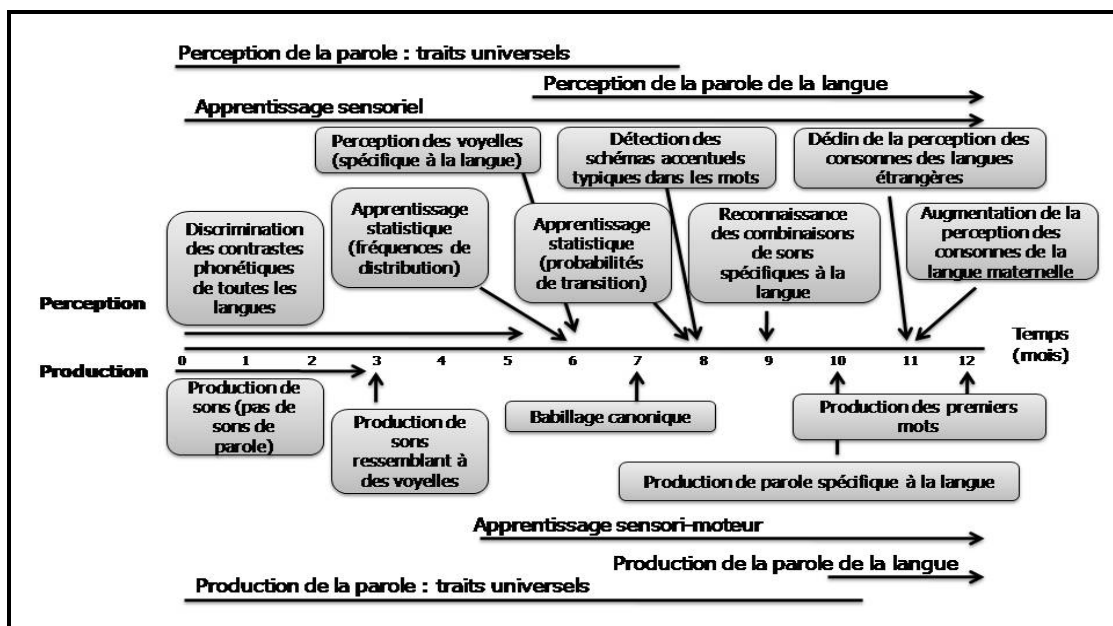 Perception de la parole : traits universels
Perception de la parole de la langue
Apprentissage sensoriel
Perception des voyelles
(spécifique à la langue)
Détection des
schémas accentuels
typiques dans les mots
Déclin de la perception des
consonnes des langues
étrangères
Discrimination
des contrastes
phonétiques
de toutes les
langues
Apprentissage
statistique
(fréquences de
distribution)
Apprentissage
statistique
(probabilités
de transition)
Reconnaissance
des combinaisons
de sons
spécifiques à la
langue
Augmentation de la
perception des
consonnes de la
langue maternelle
Perception
Temps
(mois)
0 1 2 3 4 5 6 7 8 9 10 11 12
Production
Production de
sons (pas de
sons de
parole)
Production de
sons
ressemblant à
des voyelles
Babillage canonique
Production des premiers
mots
Production de parole spécifique à la langue
Apprentissage sensori-moteur
Production de la parole de la langue
Production de la parole : traits universels